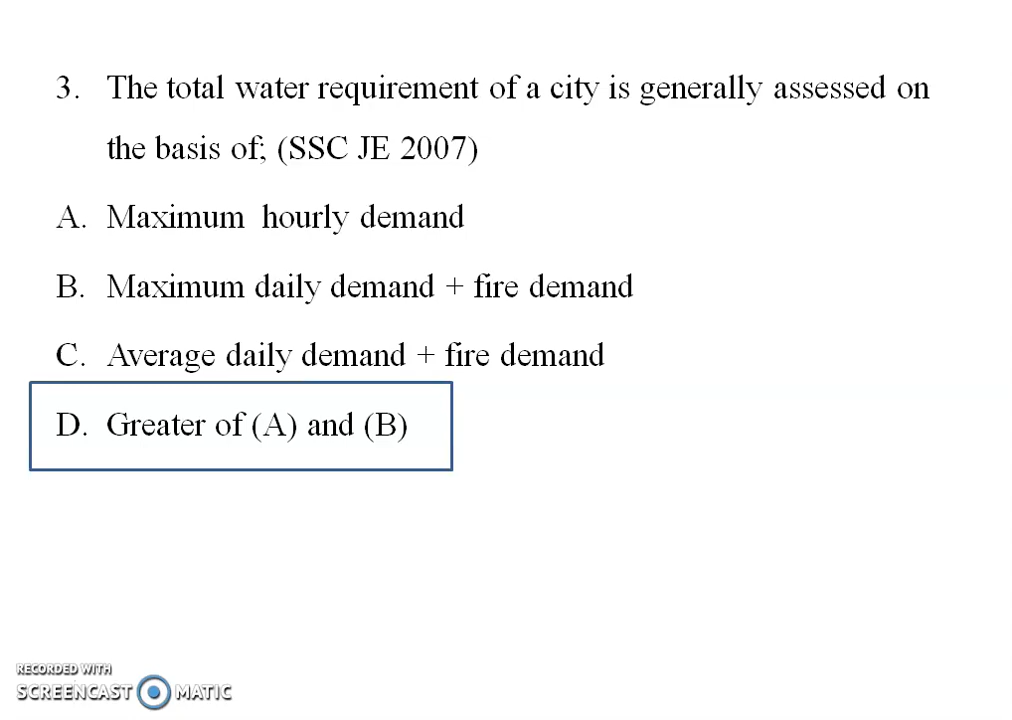 3. The total water requirement of a city is generally assessed on
the basis of; (SSC JE 2007)
A. Maximum hourly demand
B. Maximum daily demand + fire demand
C. Average daily demand + fire demand
D. Greater of (A) and (B)
RECORDED WITH
SCREENCAST MATIC